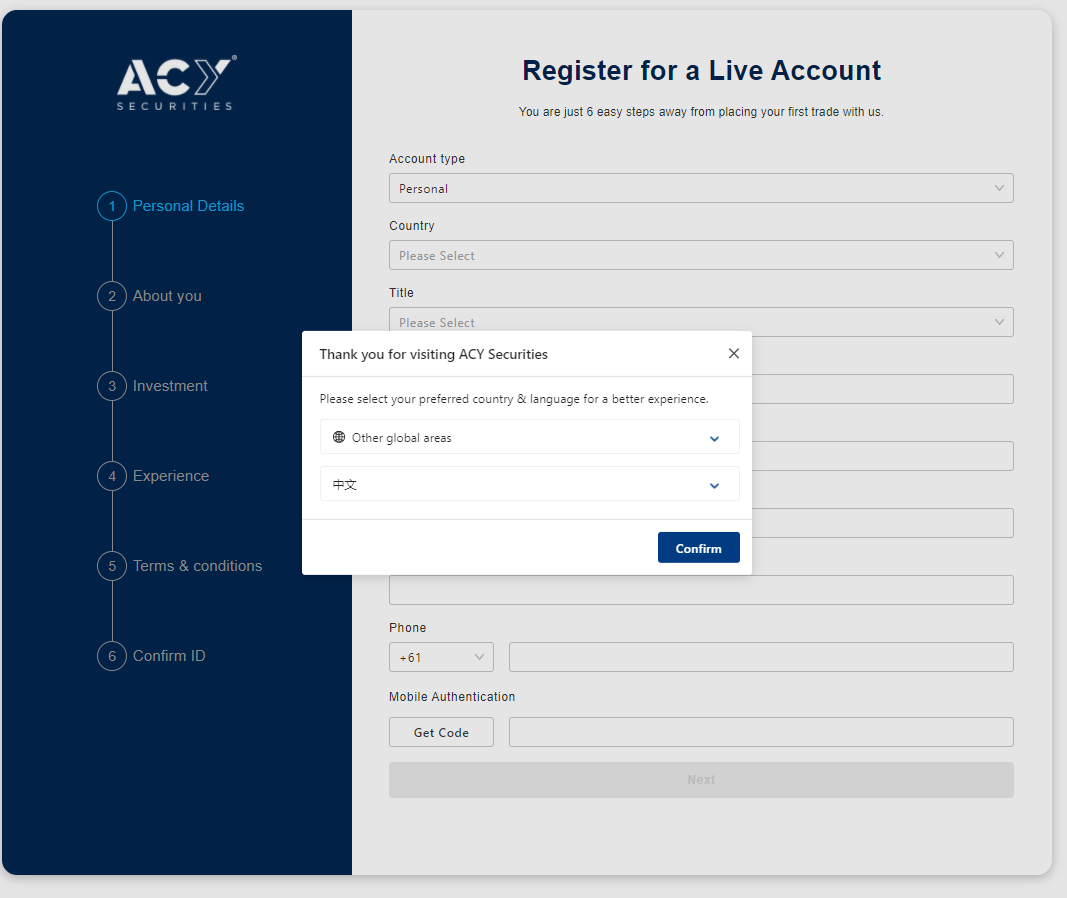 ACY
SECURITIES
1 Personal Details
2 About you
3 Investment
4 Experience
5 Terms & conditions
6 Confirm ID
Register for a Live Account
You are just 6 easy steps away from placing your first trade with us.
Account type
Personal
Country
Please Select
Title
Please Select
Thank you for visiting ACY Securities
Please select your preferred country & language for a better experience.
Other global areas
中文
Confirm
Phone
+61
Mobile Authentication
Get Code
Next